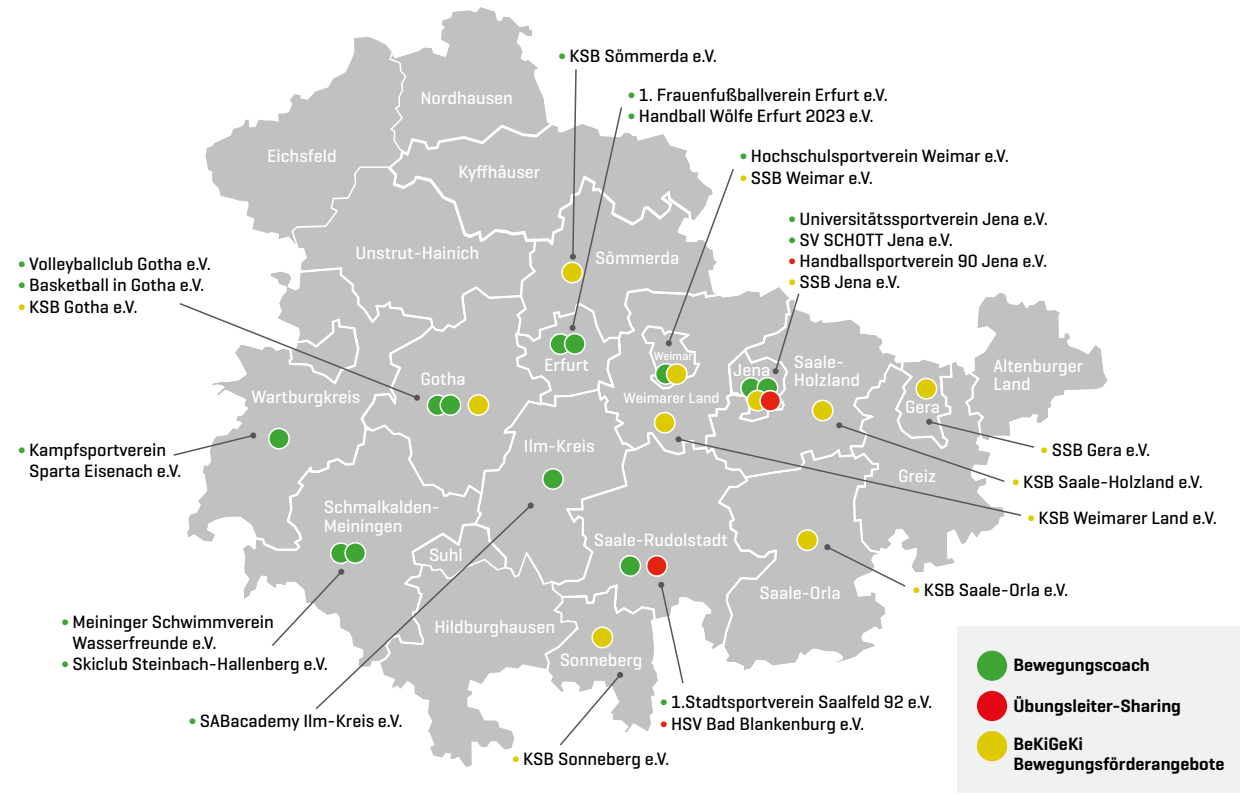 • KSB Sömmerda e.V.
Nordhausen
• 1. Frauenfußballverein Erfurt e.V.
• Handball Wölfe Erfurt 2023 e.V.
Eichsfeld
Kyffhäuser
• Hochschulsportverein Weimar e.V.
• SSB Weimar e.V.
• Universitätssportverein Jena e.V.
• SV SCHOTT Jena e.V.
• Handballsportverein 90 Jena e.V.
• SSB Jena e.V.
Unstrut-Hainich
Sömmerda
• Volleyballclub Gotha e.V.
• Basketball in Gotha e.V.
• KSB Gotha e.V.
Erfurt
Weimar
Jena
Saale-
Holzland
Altenburger
Land
Gotha
Wartburgkreis
Weimarer Land
Gera
• Kampfsportverein
Sparta Eisenach e.V.
Ilm-Kreis
• SSB Gera e.V.
Greiz
• KSB Saale-Holzland e.V.
• KSB Weimarer Land e.V.
Schmalkalden-
Meiningen
Suhl
Saale-Rudolstadt
Saale-Orla
• KSB Saale-Orla e.V.
• Meininger Schwimmverein
Wasserfreunde e.V.
• Skiclub Steinbach-Hallenberg e.V.
Hildburghausen
Sonneberg
• SABacademy Ilm-Kreis e.V.
• 1.Stadtsportverein Saalfeld 92 e.V.
• HSV Bad Blankenburg e.V.
• KSB Sonneberg e.V.
Bewegungscoach
Übungsleiter-Sharing
BeKiGeKi
Bewegungsförderangebote